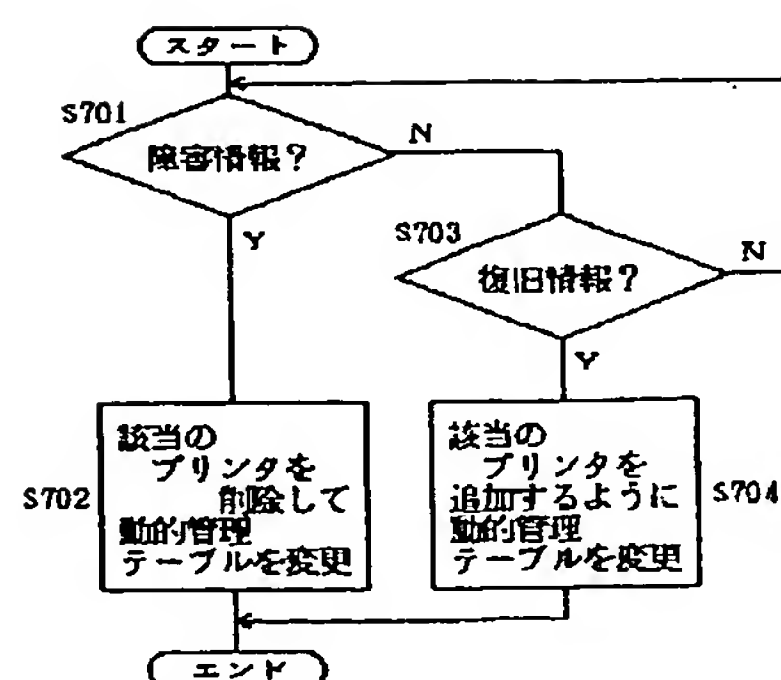 スタート
S701
障害情報?
N
Y
S703
復旧情報?
N
Y
S702
該当の
プリンタを
削除して
動的管理
テーブルを変更
該当の
プリンタを
追加するように
動的管理
テーブルを変更
S704
エンド